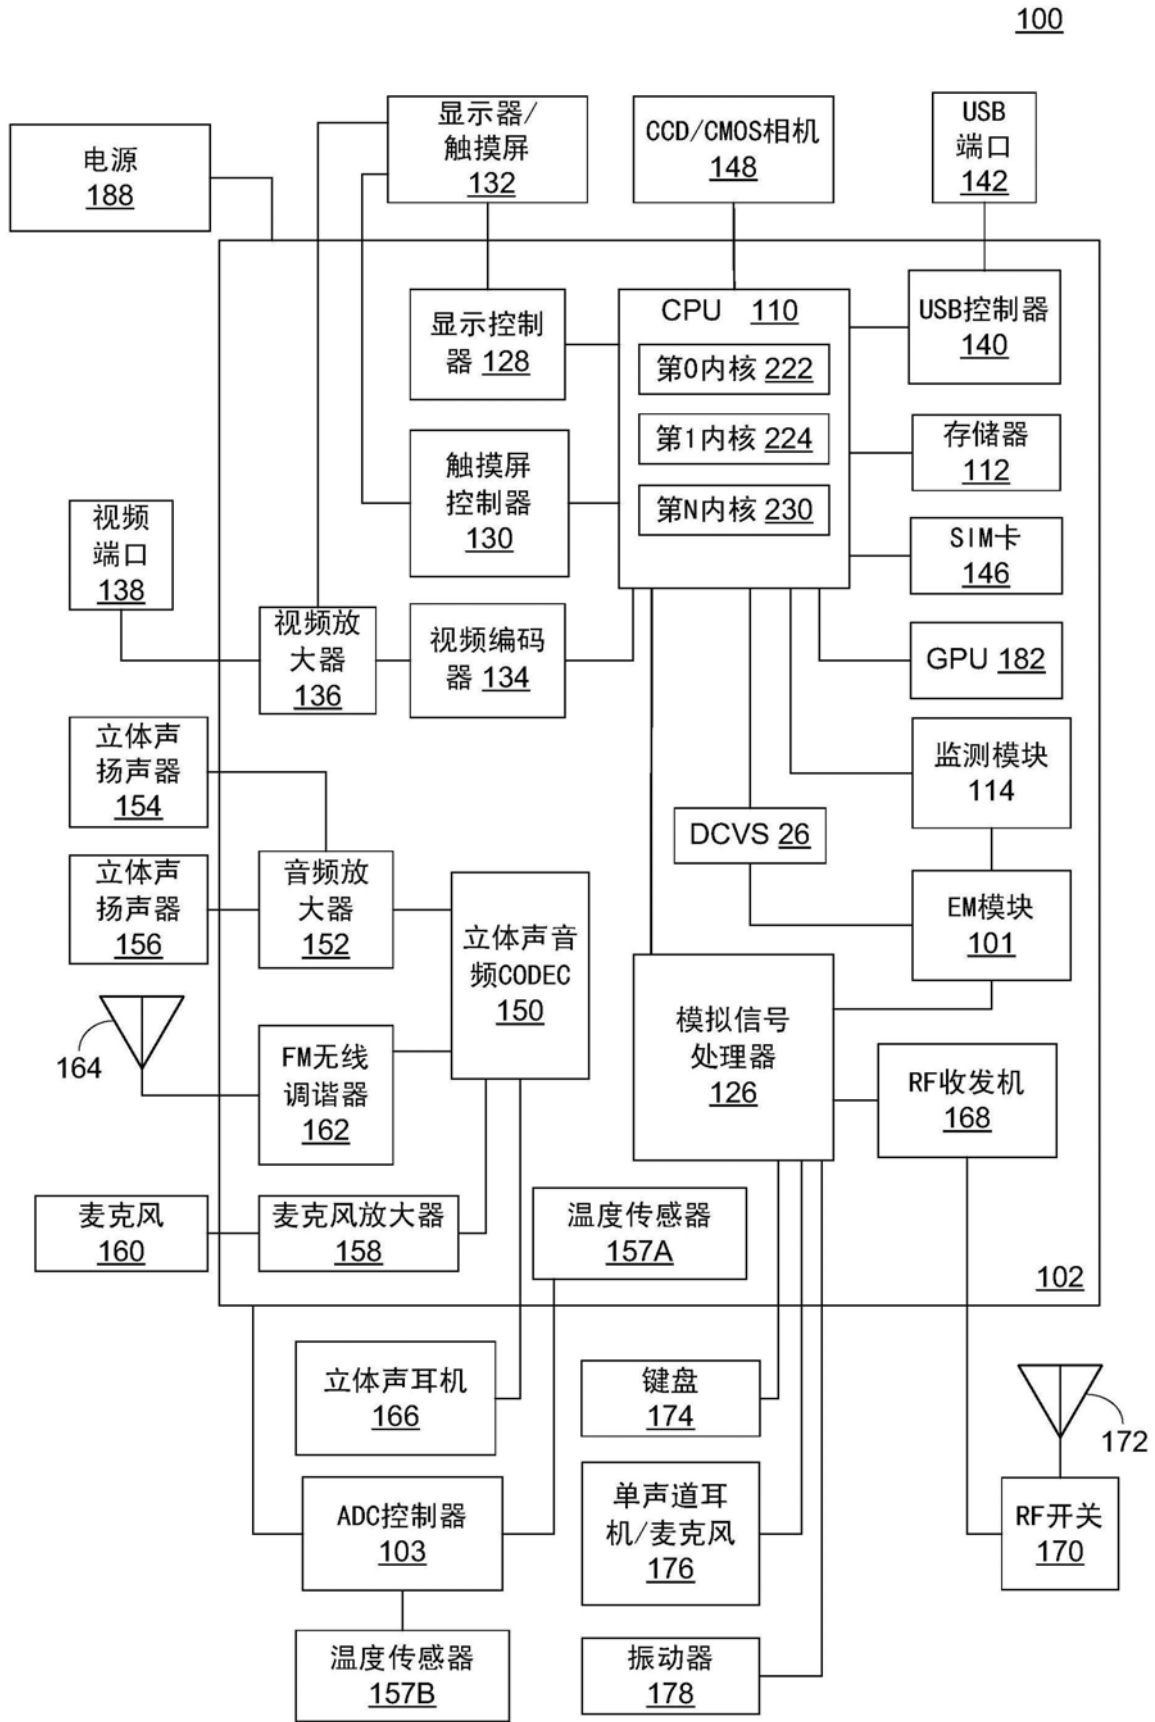 100
电源
188
显示器/
触摸屏
132
CCD/CMOS相机
148
USB
端口
142
显示控制
器 128
CPU 110
第0内核 222
第1内核 224
第N内核 230
USB控制器
140
存储器
112
触摸屏
控制器
130
SIM卡
146
视频
端口
138
视频放
大器
136
视频编码
器 134
GPU 182
立体声
扬声器
154
监测模块
114
DCVS 26
立体声
扬声器
156
音频放
大器
152
立体声音
频CODEC
150
EM模块
101
164
FM无线
调谐器
162
模拟信号
处理器
126
RF收发机
168
麦克风
160
麦克风放大器
158
温度传感器
157A
102
立体声耳机
166
键盘
174
172
ADC控制器
103
单声道耳
机/麦克风
176
RF开关
170
温度传感器
157B
振动器
178